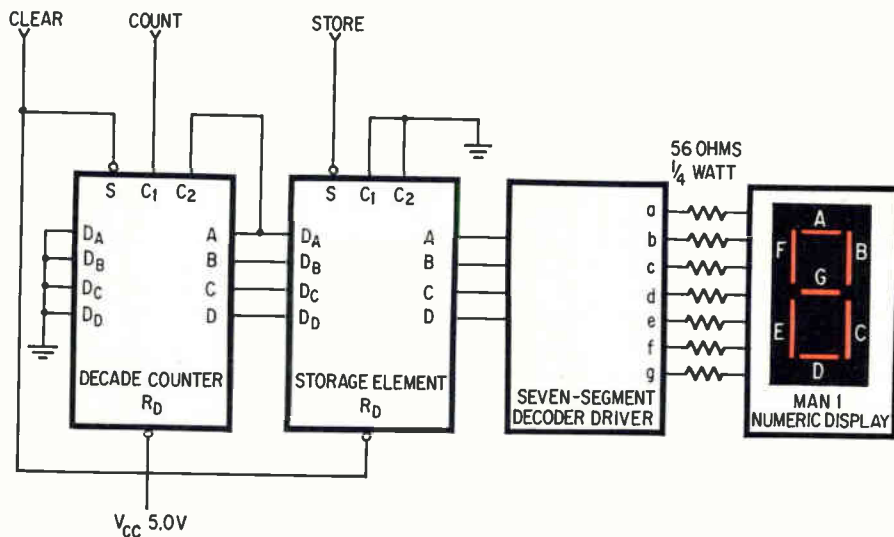 CLEAR
COUNT
STORE
S C1 C2
S C1 C2
56 OHMS
1/4 WATT
DA A
DB B
DC C
DD D
DECADE COUNTER
RD
DA A
DB B
DC C
DD D
STORAGE ELEMENT
RD
a
b
c
d
e
f
g
SEVEN-SEGMENT
DECODER DRIVER
A
F B
G
E C
D
MAN 1
NUMERIC DISPLAY
VCC 5.0V